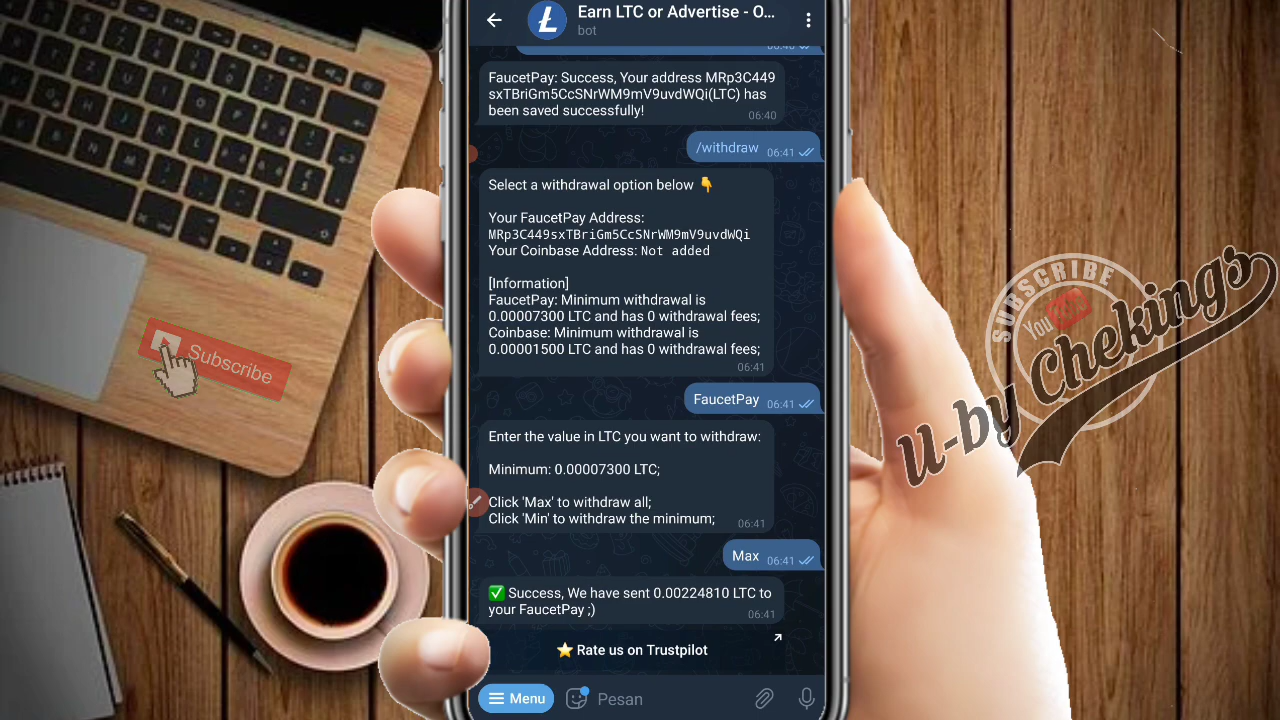 Earn LTC or Advertise - O...
bot
FaucetPay: Success, Your address MRp3C449
sxTBriGm5CcSNrWM9mV9uvdWQi(LTC) has
been saved successfully!
06:40
/withdraw 06:41
Select a withdrawal option below 👇
Your FaucetPay Address:
MRp3C449sxTBriGm5CcSNrWM9mV9uvdWQi
Your Coinbase Address: Not added
[Information]
FaucetPay: Minimum withdrawal is
0.00007300 LTC and has 0 withdrawal fees;
Coinbase: Minimum withdrawal is
0.00001500 LTC and has 0 withdrawal fees;
06:41
FaucetPay 06:41
Enter the value in LTC you want to withdraw:
Minimum: 0.00007300 LTC;
Click 'Max' to withdraw all;
Click 'Min' to withdraw the minimum;
06:41
Max 06:41
✅ Success, We have sent 0.00224810 LTC to
your FaucetPay ;)
06:41
⭐ Rate us on Trustpilot
Menu
Pesan
Subscribe
SUBSCRIBE
You
U-by Chekings